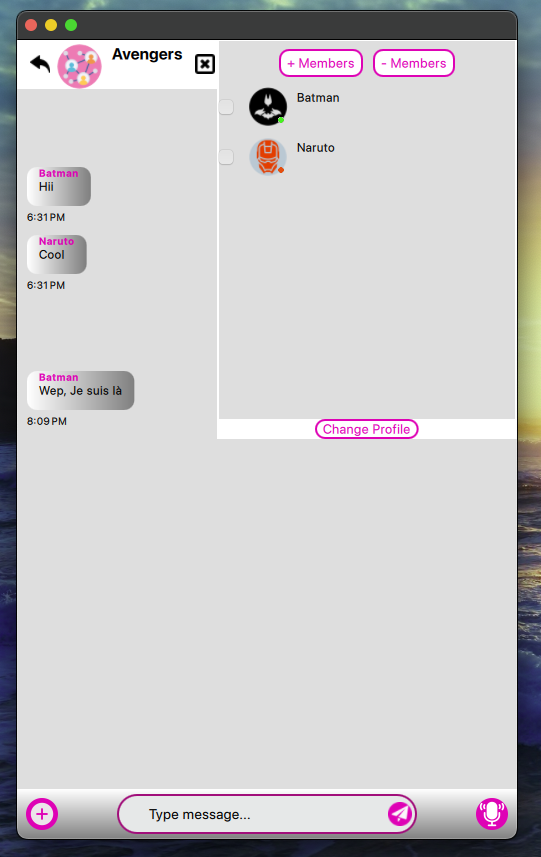 Avengers
+ Members
- Members
Batman
Naruto
Batman
Hii
6:31 PM
Naruto
Cool
6:31 PM
Batman
Wep, Je suis là
8:09 PM
Change Profile
Type message...